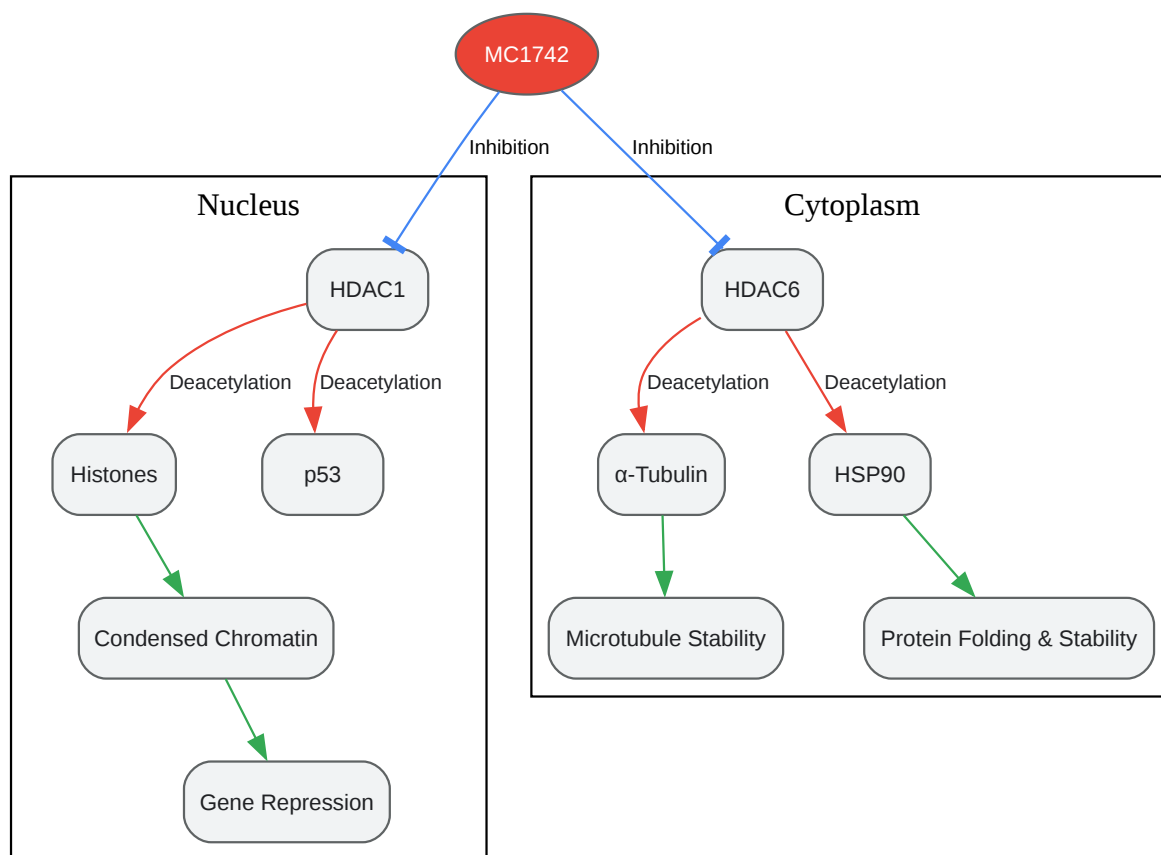 MC1742
Inhibition
Inhibition
Nucleus
Cytoplasm
HDAC1
HDAC6
Deacetylation
Deacetylation
Deacetylation
Deacetylation
Histones
p53
α-Tubulin
HSP90
Condensed Chromatin
Microtubule Stability
Protein Folding & Stability
Gene Repression